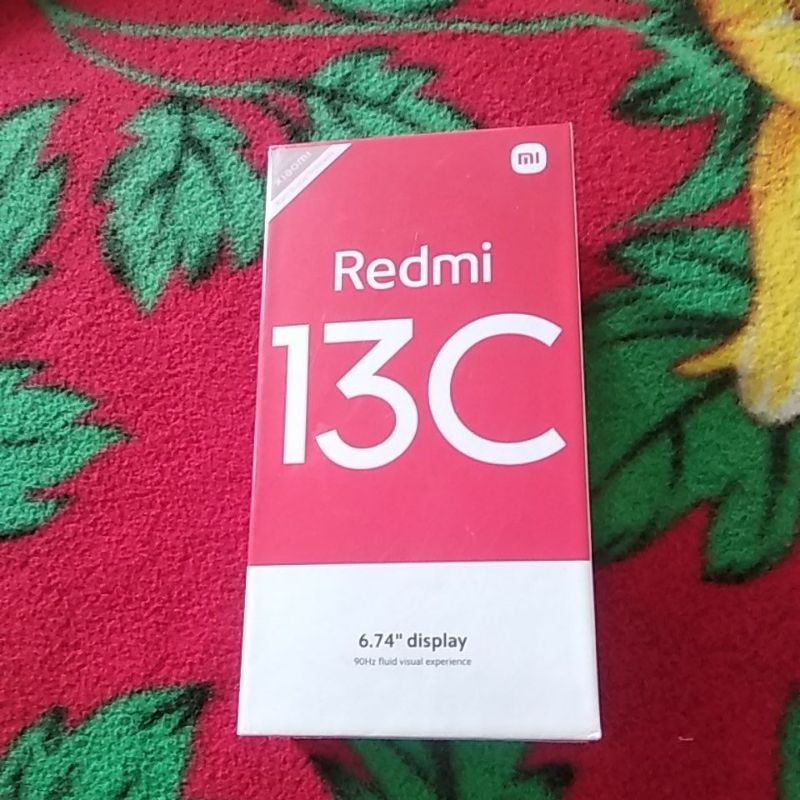 xiaomi
mi
Redmi
13C
6.74" display
90Hz fluid visual experience